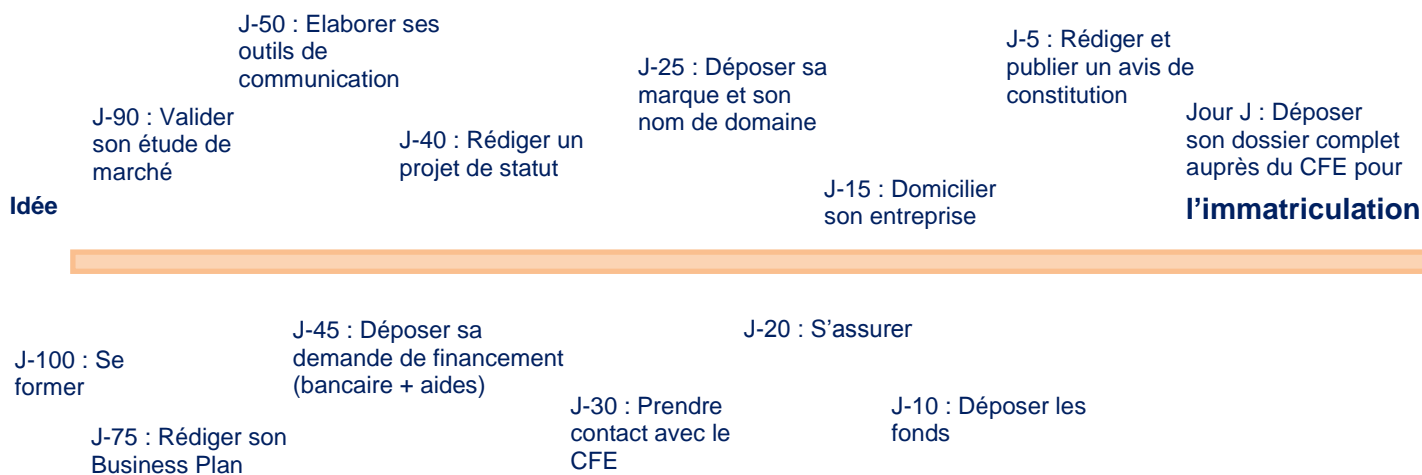 J-50 : Elaborer ses
outils de
communication
J-5 : Rédiger et
publier un avis de
constitution
J-25 : Déposer sa
marque et son
nom de domaine
J-90 : Valider
son étude de
marché
Jour J : Déposer
son dossier complet
auprès du CFE pour
l’immatriculation
J-40 : Rédiger un
projet de statut
J-15 : Domicilier
son entreprise
Idée
J-45 : Déposer sa
demande de financement
(bancaire + aides)
J-20 : S’assurer
J-100 : Se
former
J-30 : Prendre
contact avec le
CFE
J-10 : Déposer les
fonds
J-75 : Rédiger son
Business Plan